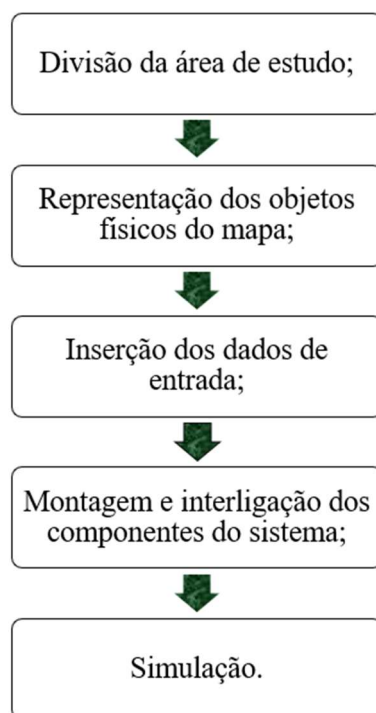 Divisão da área de estudo;
Representação dos objetos
físicos do mapa;
Inserção dos dados de
entrada;
Montagem e interligação dos
componentes do sistema;
Simulação.